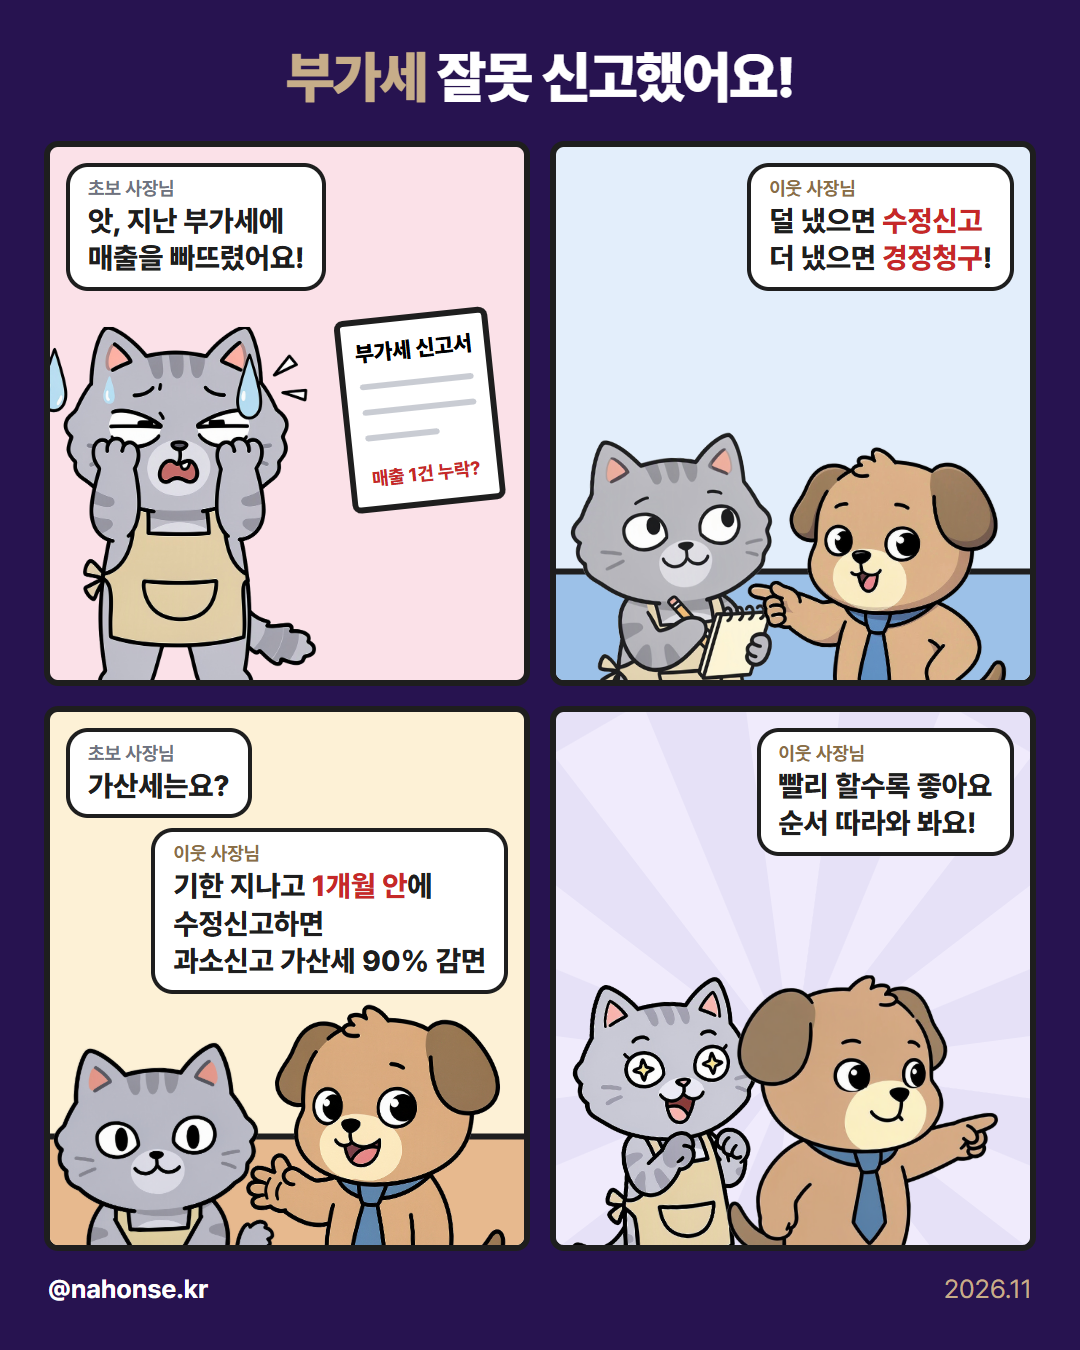 부가세 잘못 신고했어요!
초보 사장님
앗, 지난 부가세에
매출을 빠뜨렸어요!
부가세 신고서
매출 1건 누락?
이웃 사장님
덜 냈으면 수정신고
더 냈으면 경정청구!
초보 사장님
가산세는요?
이웃 사장님
기한 지나고 1개월 안에
수정신고하면
과소신고 가산세 90% 감면
이웃 사장님
빨리 할수록 좋아요
순서 따라와 봐요!
@nahonse.kr
2026.11